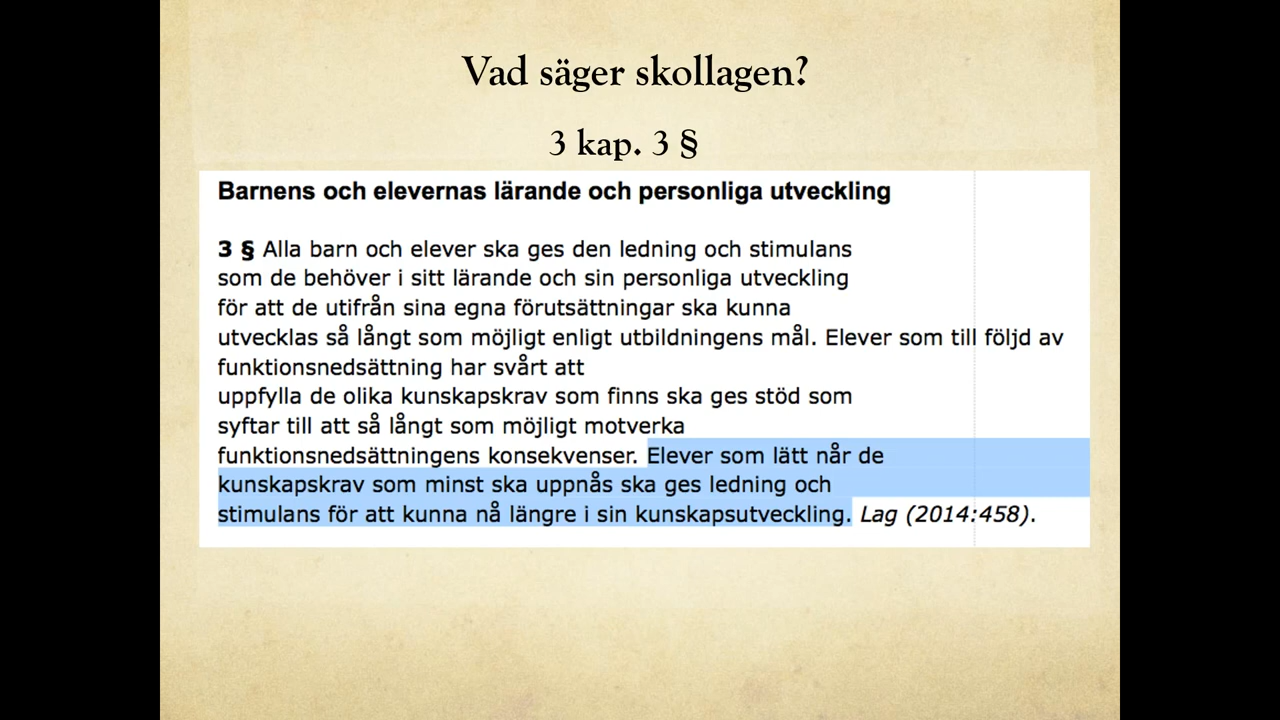 Vad säger skollagen?
3 kap. 3 §
Barnens och elevernas lärande och personliga utveckling
3 § Alla barn och elever ska ges den ledning och stimulans
som de behöver i sitt lärande och sin personliga utveckling
för att de utifrån sina egna förutsättningar ska kunna
utvecklas så långt som möjligt enligt utbildningens mål. Elever som till följd av
funktionsnedsättning har svårt att
uppfylla de olika kunskapskrav som finns ska ges stöd som
syftar till att så långt som möjligt motverka
funktionsnedsättningens konsekvenser. Elever som lätt når de
kunskapskrav som minst ska uppnås ska ges ledning och
stimulans för att kunna nå längre i sin kunskapsutveckling. Lag (2014:458).